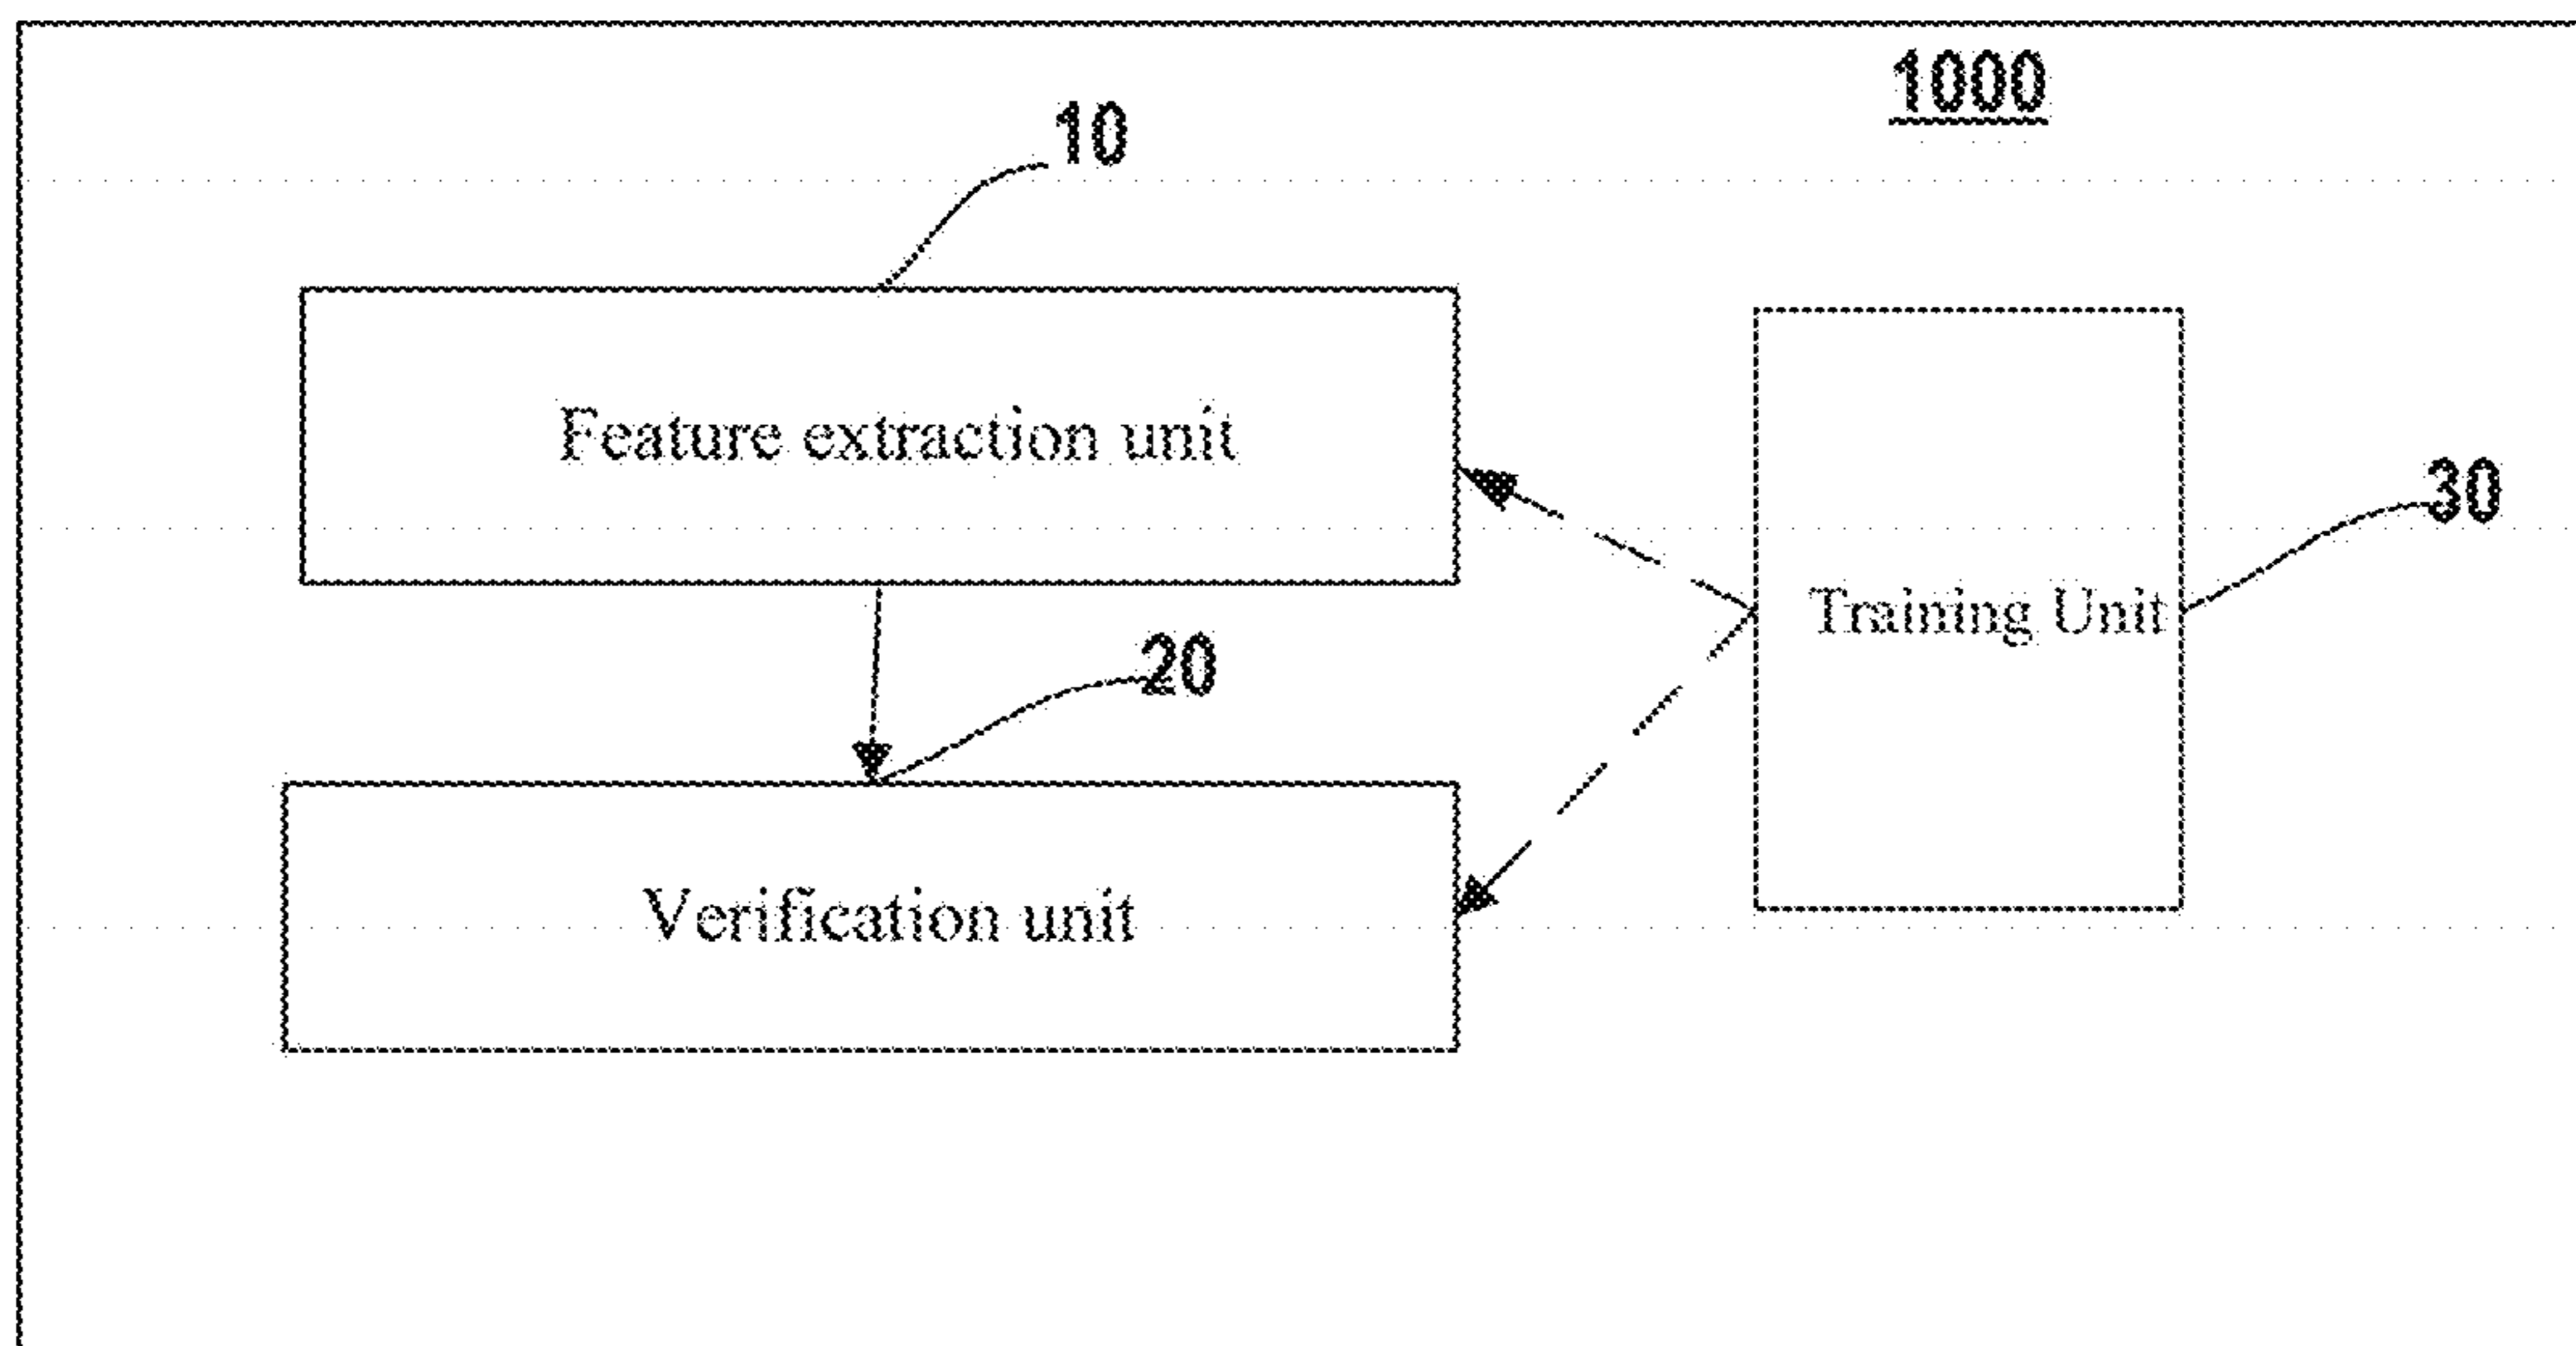 1000
10
Feature extraction unit
30
Training Unit
20
Verification unit